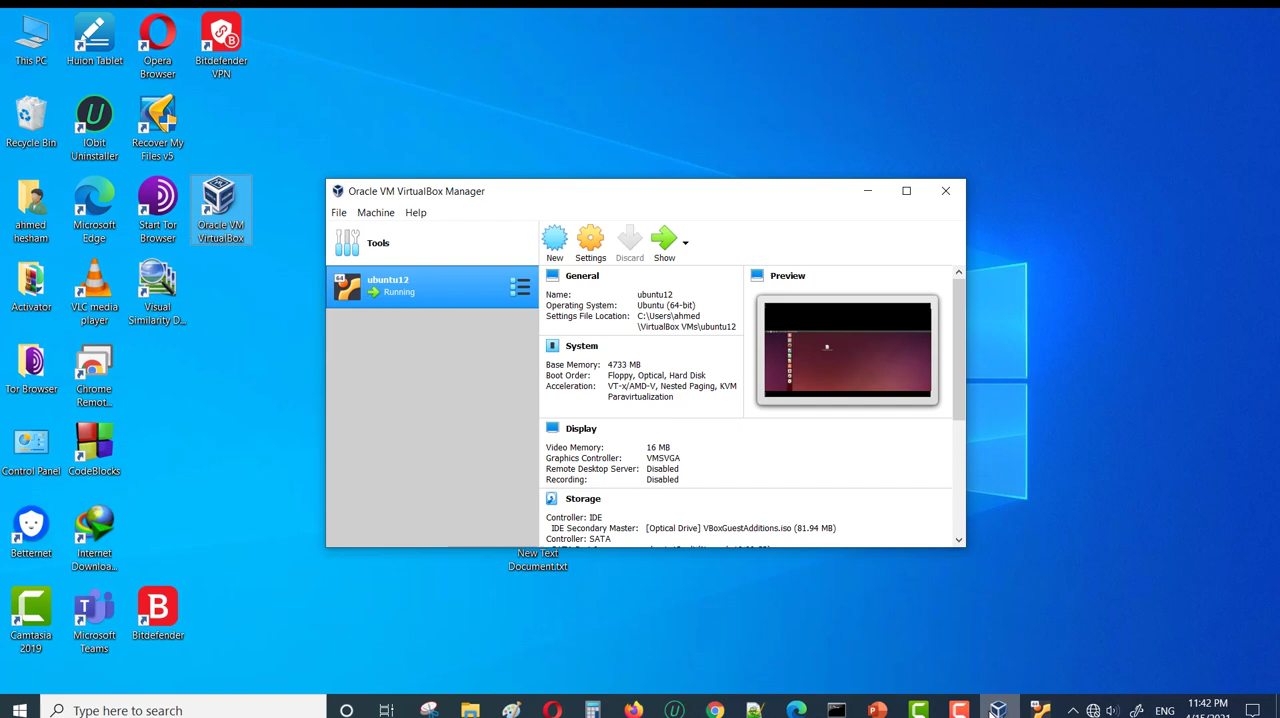 This PC
Huion Tablet
Opera
Browser
Bitdefender
VPN
Recycle Bin
IObit
Uninstaller
Recover My
Files v5
ahmed
hesham
Microsoft
Edge
Start Tor
Browser
Oracle VM
VirtualBox
Activator
VLC media
player
Visual
Similarity D...
Tor Browser
Chrome
Remot...
Control Panel
CodeBlocks
Betternet
Internet
Downloa...
Camtasia
2019
Microsoft
Teams
Bitdefender
Oracle VM VirtualBox Manager
File Machine Help
Tools
New Settings Discard Show
64
ubuntu12
Running
General
Name: ubuntu12
Operating System: Ubuntu (64-bit)
Settings File Location: C:\Users\ahmed
\VirtualBox VMs\ubuntu12
System
Base Memory: 4733 MB
Boot Order: Floppy, Optical, Hard Disk
Acceleration: VT-x/AMD-V, Nested Paging, KVM
Paravirtualization
Preview
Display
Video Memory: 16 MB
Graphics Controller: VMSVGA
Remote Desktop Server: Disabled
Recording: Disabled
Storage
Controller: IDE
IDE Secondary Master: [Optical Drive] VBoxGuestAdditions.iso (81.94 MB)
Controller: SATA
New Text
Document.txt
Type here to search
ENG
11:42 PM